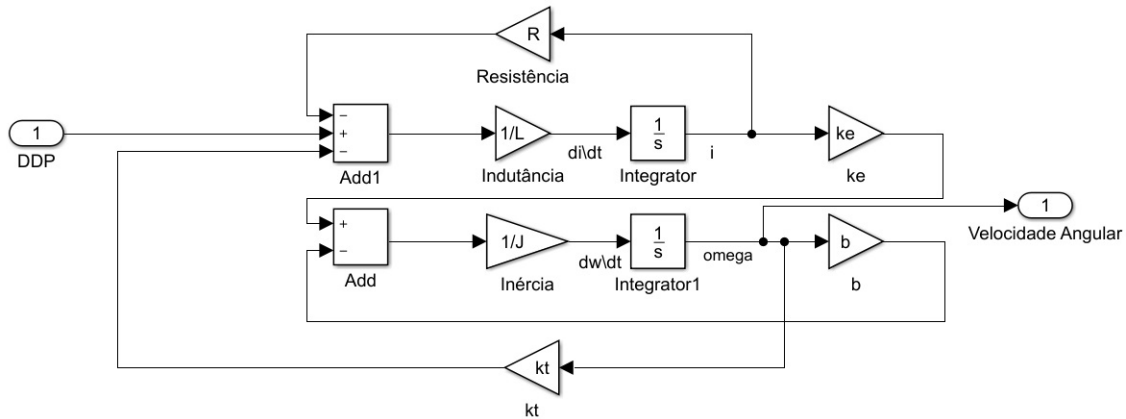 R
Resistência
−
+
−
Add1
1
DDP
1/L
Indutância
di\dt
1
s
Integrator
i
ke
ke
+
−
Add
1/J
Inércia
dw\dt
1
s
Integrator1
omega
b
b
1
Velocidade Angular
kt
kt